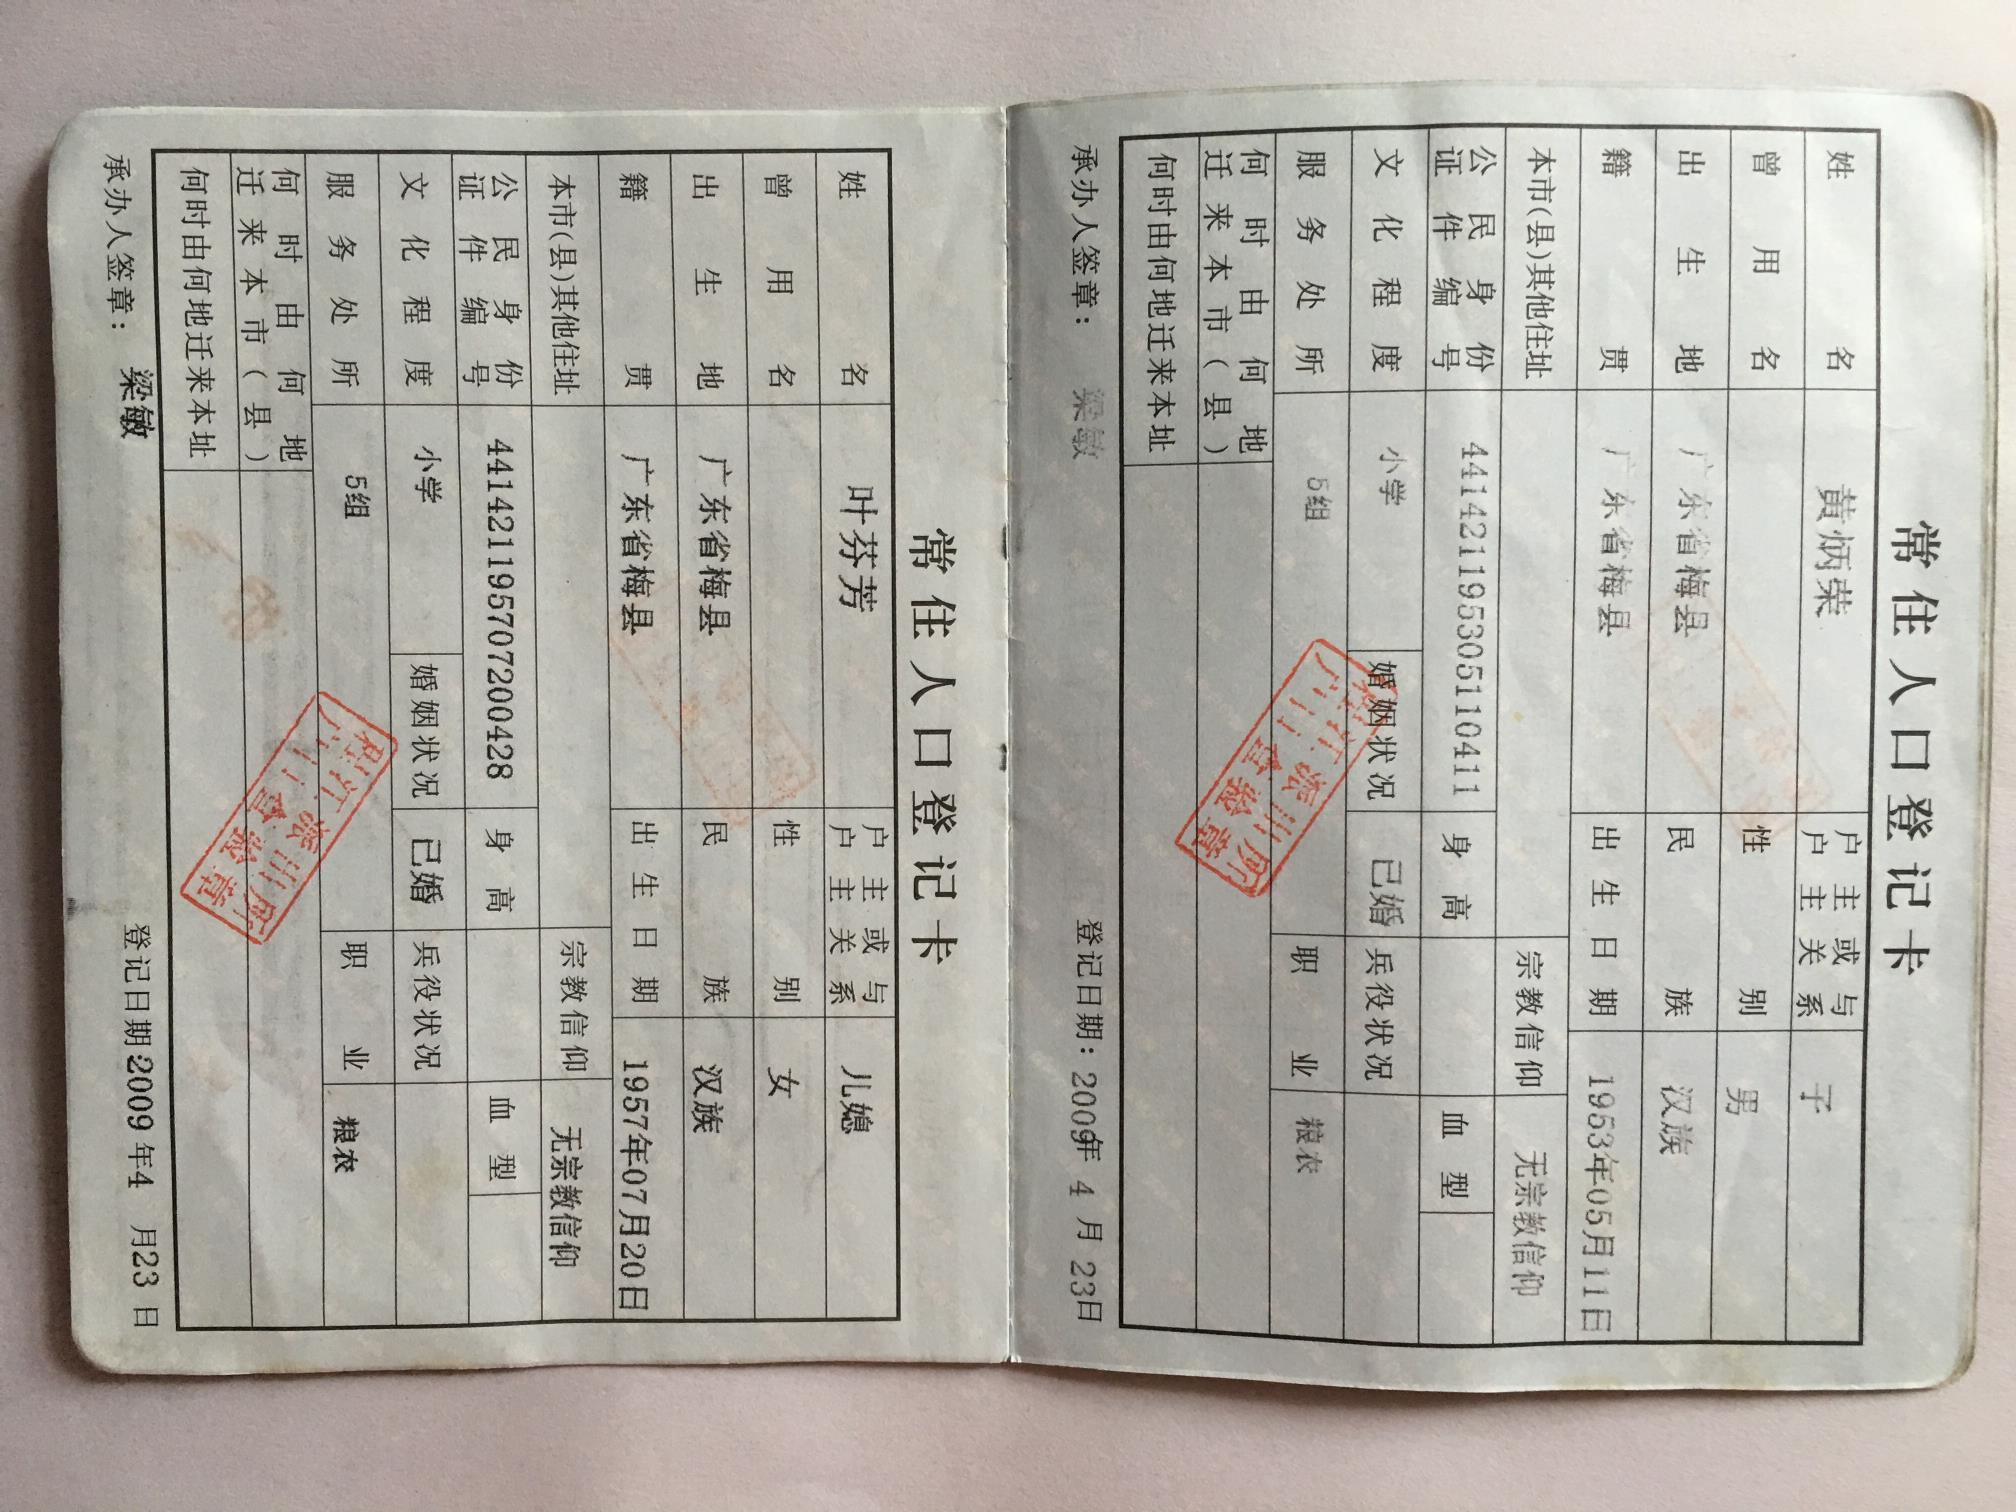 常住人口登记卡
姓名 黄炳荣 户主或与户主关系 子
曾用名 性别 男
出生地 广东省梅县 民族 汉族
籍贯 广东省梅县 出生日期 1953年05月11日
本市(县)其他住址 宗教信仰 无宗教信仰
公民身份证件编号 441421195305110411 身高 血型
文化程度 小学 婚姻状况 已婚 兵役状况
服务处所 5组 职业 粮农
何时由何地迁来本市(县)
何时由何地迁来本址
承办人签章: 梁敏 登记日期: 2009年 4 月 23日
常住人口登记卡
姓名 叶芬芳 户主或与户主关系 儿媳
曾用名 性别 女
出生地 广东省梅县 民族 汉族
籍贯 广东省梅县 出生日期 1957年07月20日
本市(县)其他住址 宗教信仰 无宗教信仰
公民身份证件编号 441421195707200428 身高 血型
文化程度 小学 婚姻状况 已婚 兵役状况
服务处所 5组 职业 粮农
何时由何地迁来本市(县)
何时由何地迁来本址
承办人签章: 梁敏 登记日期:2009 年 4 月 23 日